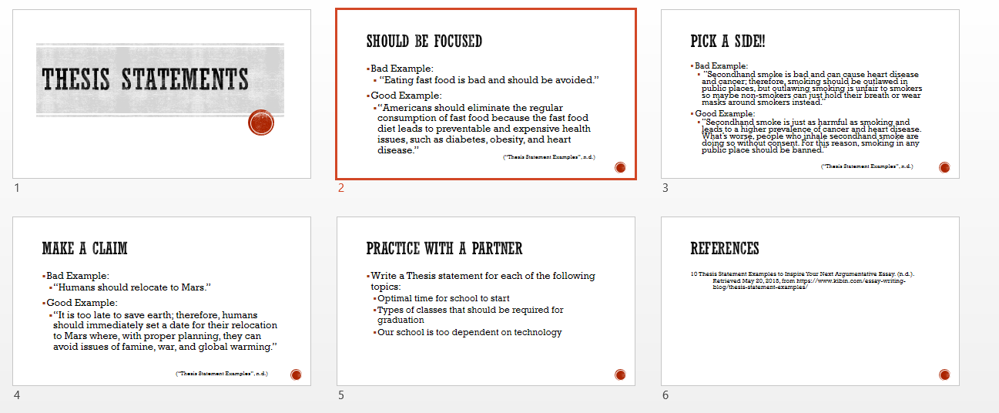 THESIS STATEMENTS
1
SHOULD BE FOCUSED
▪Bad Example:
▪ “Eating fast food is bad and should be avoided.”
▪Good Example:
▪“Americans should eliminate the regular
consumption of fast food because the fast food
diet leads to preventable and expensive health
issues, such as diabetes, obesity, and heart
disease.”
(“Thesis Statement Examples”, n.d.)
2
PICK A SIDE!!
▪Bad Example:
▪ “Secondhand smoke is bad and can cause heart disease
and cancer; therefore, smoking should be outlawed in
public places, but outlawing smoking is unfair to smokers
so maybe non-smokers can just hold their breath or wear
masks around smokers instead.”
▪Good Example:
▪“Secondhand smoke is just as harmful as smoking and
leads to a higher prevalence of cancer and heart disease.
What’s worse, people who inhale secondhand smoke are
doing so without consent. For this reason, smoking in any
public place should be banned.”
(“Thesis Statement Examples”, n.d.)
3
MAKE A CLAIM
▪Bad Example:
▪“Humans should relocate to Mars.”
▪Good Example:
▪“It is too late to save earth; therefore, humans
should immediately set a date for their relocation
to Mars where, with proper planning, they can
avoid issues of famine, war, and global warming.”
(“Thesis Statement Examples”, n.d.)
4
PRACTICE WITH A PARTNER
▪Write a Thesis statement for each of the following
topics:
▪Optimal time for school to start
▪Types of classes that should be required for
graduation
▪Our school is too dependent on technology
5
REFERENCES
10 Thesis Statement Examples to Inspire Your Next Argumentative Essay. (n.d.).
Retrieved May 20, 2015, from https://www.kibin.com/essay-writing-
blog/thesis-statement-examples/
6